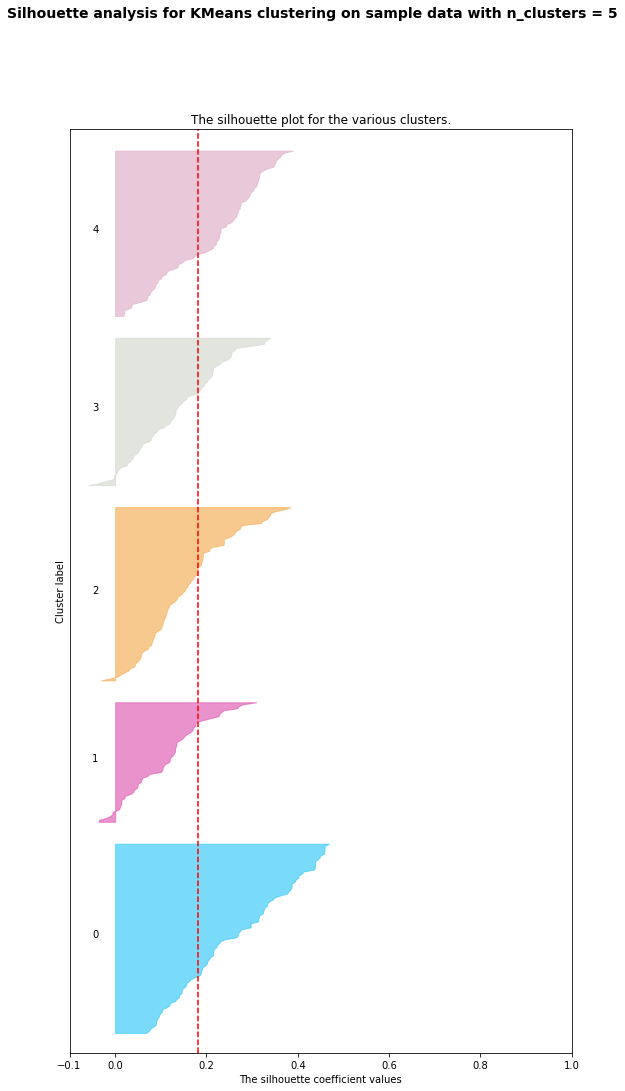 Silhouette analysis for KMeans clustering on sample data with n_clusters = 5
The silhouette plot for the various clusters.
4
3
2
1
0
Cluster label
−0.1 0.0 0.2 0.4 0.6 0.8 1.0
The silhouette coefficient values